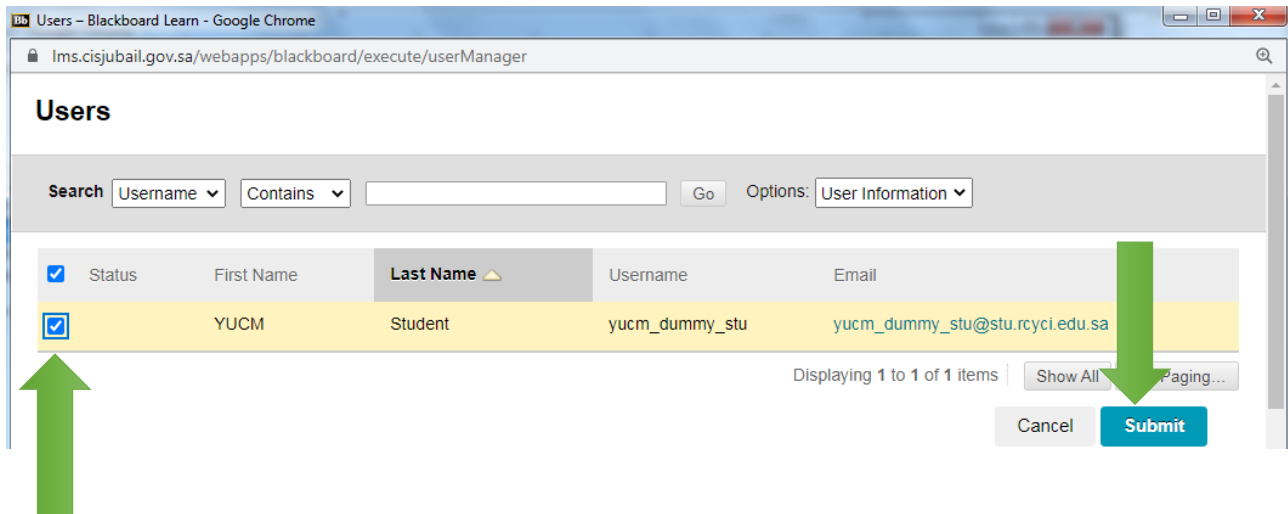 Users – Blackboard Learn - Google Chrome
lms.cisjubail.gov.sa/webapps/blackboard/execute/userManager
Users
Search Username Contains Go Options: User Information
Status First Name Last Name Username Email
YUCM Student yucm_dummy_stu yucm_dummy_stu@stu.rcyci.edu.sa
Displaying 1 to 1 of 1 items Show All Paging...
Cancel Submit